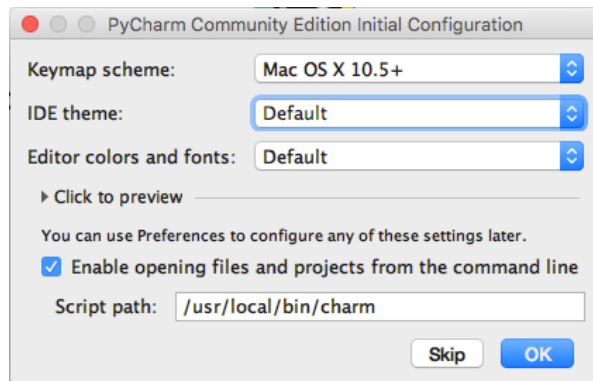 PyCharm Community Edition Initial Configuration
Keymap scheme: Mac OS X 10.5+
IDE theme: Default
Editor colors and fonts: Default
Click to preview
You can use Preferences to configure any of these settings later.
Enable opening files and projects from the command line
Script path: /usr/local/bin/charm
Skip OK